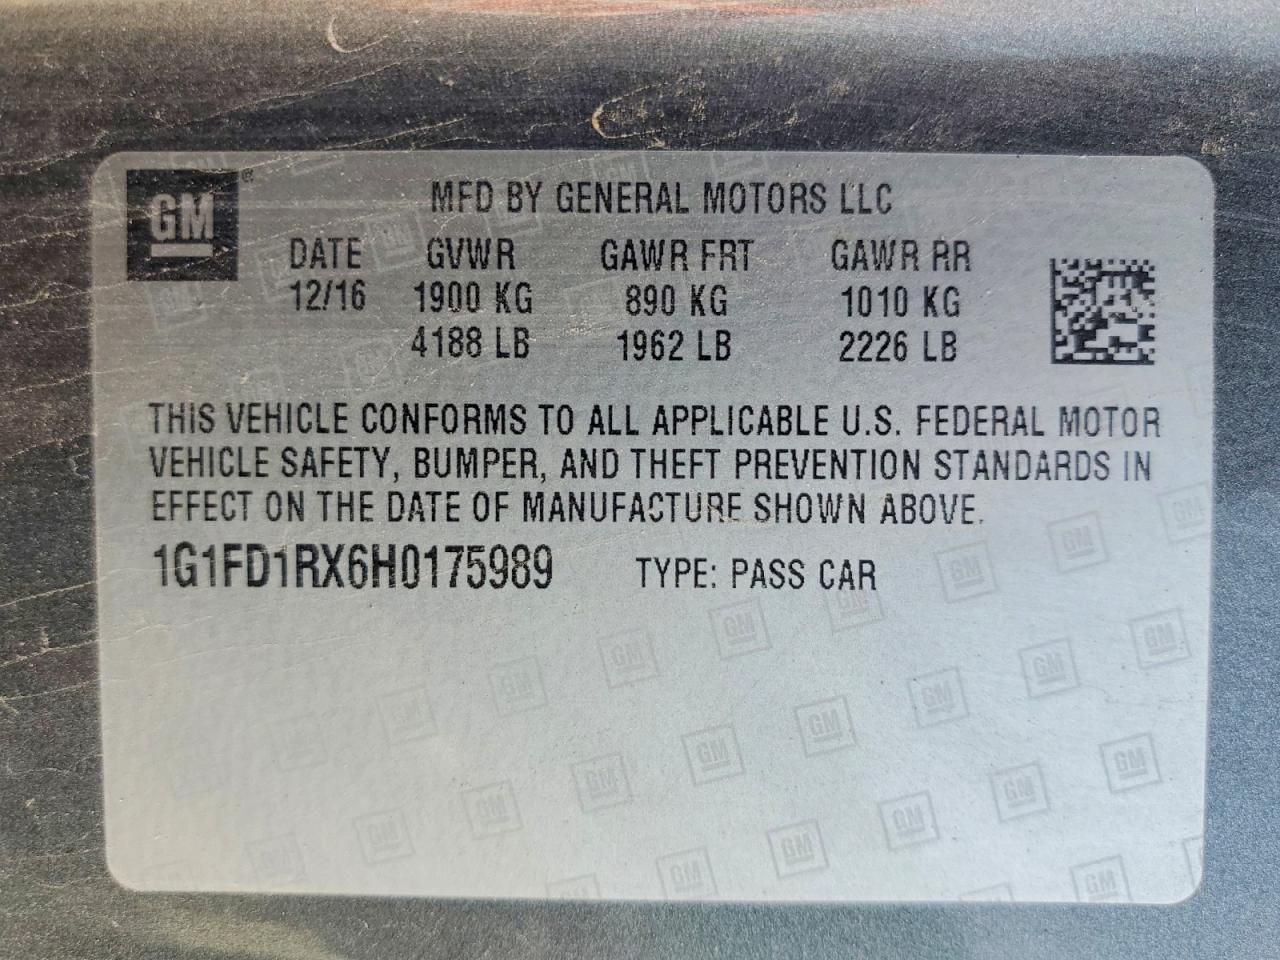 GM®
MFD BY GENERAL MOTORS LLC
DATE GVWR GAWR FRT GAWR RR
12/16 1900 KG 890 KG 1010 KG
4188 LB 1962 LB 2226 LB
THIS VEHICLE CONFORMS TO ALL APPLICABLE U.S. FEDERAL MOTOR
VEHICLE SAFETY, BUMPER, AND THEFT PREVENTION STANDARDS IN
EFFECT ON THE DATE OF MANUFACTURE SHOWN ABOVE.
1G1FD1RX6H0175989 TYPE: PASS CAR